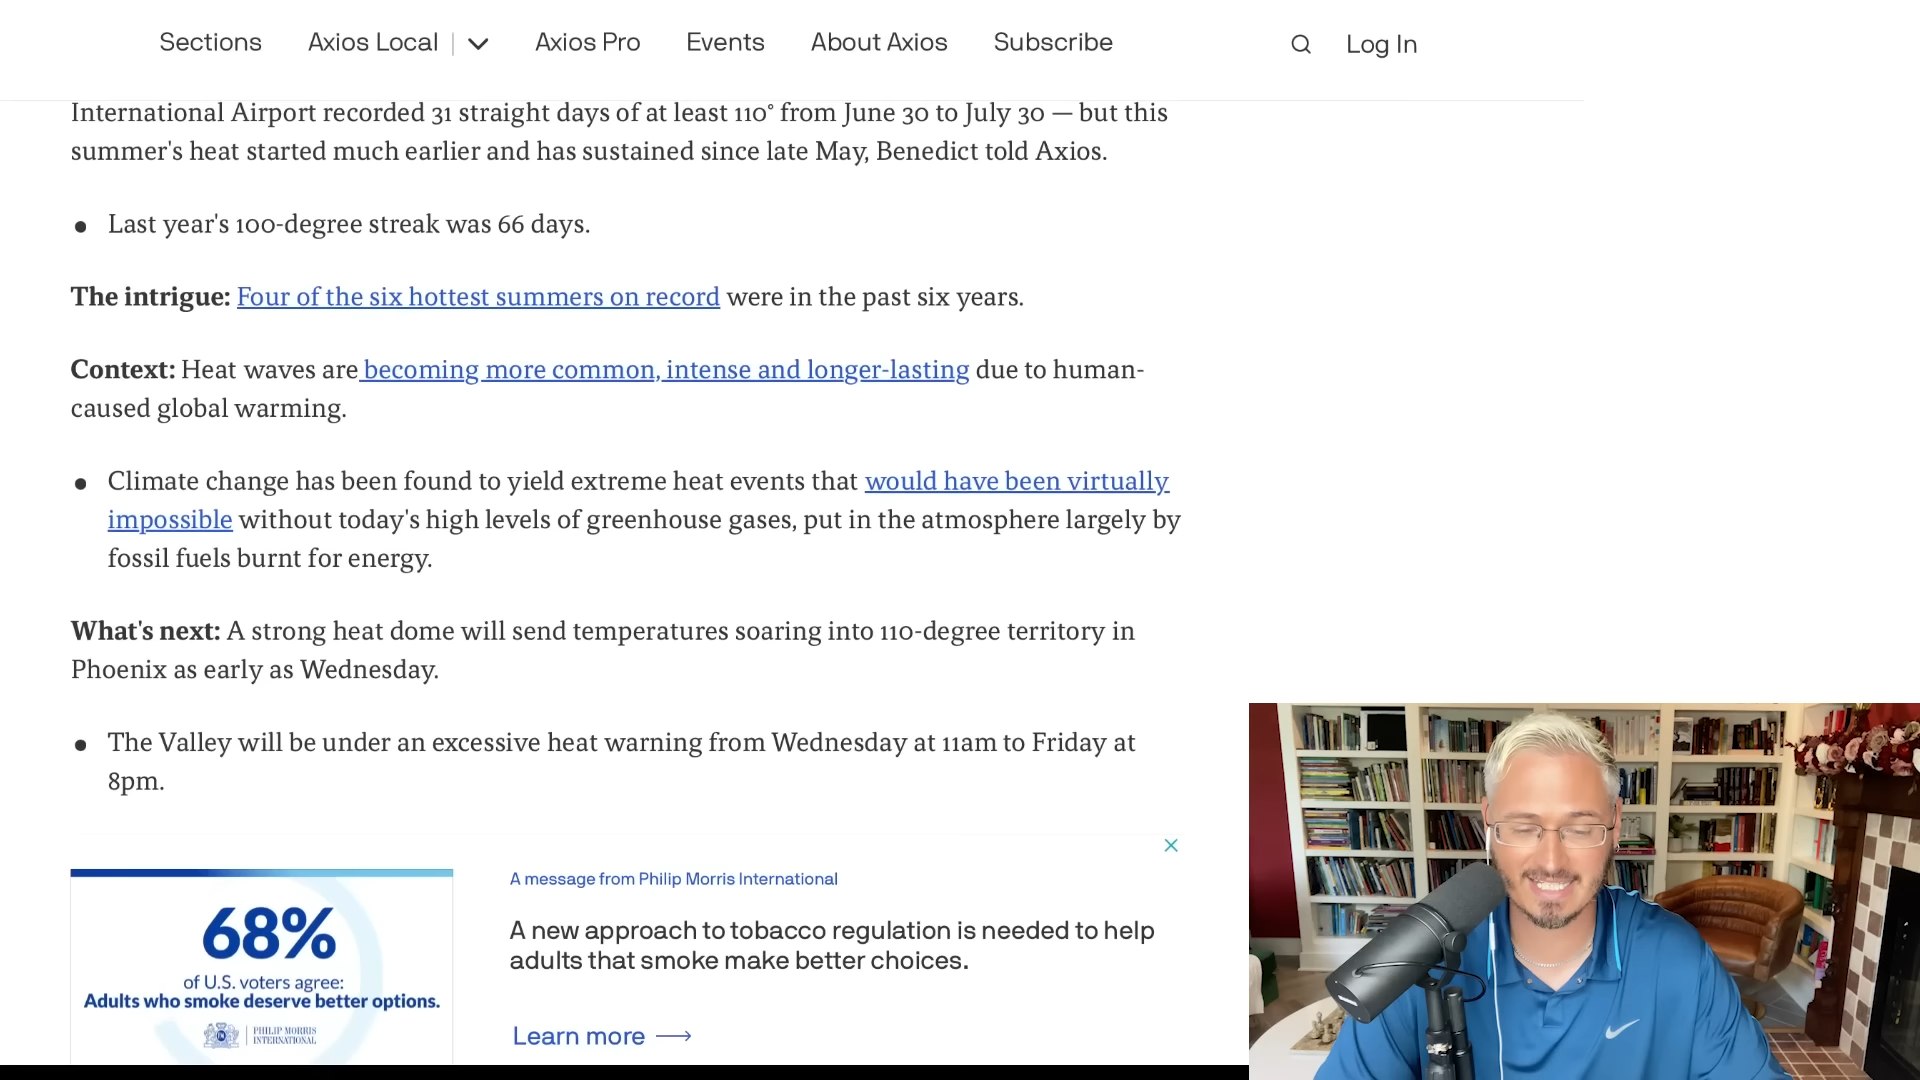 Sections Axios Local Axios Pro Events About Axios Subscribe Log In
International Airport recorded 31 straight days of at least 110° from June 30 to July 30 — but this
summer's heat started much earlier and has sustained since late May, Benedict told Axios.
● Last year's 100-degree streak was 66 days.
The intrigue: Four of the six hottest summers on record were in the past six years.
Context: Heat waves are becoming more common, intense and longer-lasting due to human-
caused global warming.
● Climate change has been found to yield extreme heat events that would have been virtually
impossible without today's high levels of greenhouse gases, put in the atmosphere largely by
fossil fuels burnt for energy.
What's next: A strong heat dome will send temperatures soaring into 110-degree territory in
Phoenix as early as Wednesday.
● The Valley will be under an excessive heat warning from Wednesday at 11am to Friday at
8pm.
68%
of U.S. voters agree:
Adults who smoke deserve better options.
PHILIP MORRIS
INTERNATIONAL
A message from Philip Morris International
A new approach to tobacco regulation is needed to help
adults that smoke make better choices.
Learn more